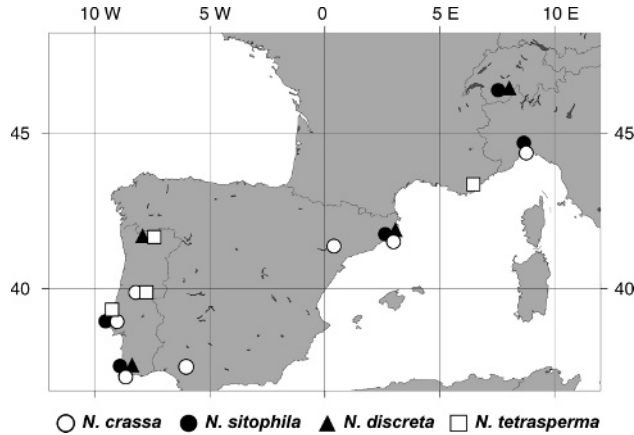 10 W 5 W 0 5 E 10 E
45 45
40 40
N. crassa N. sitophila N. discreta N. tetrasperma